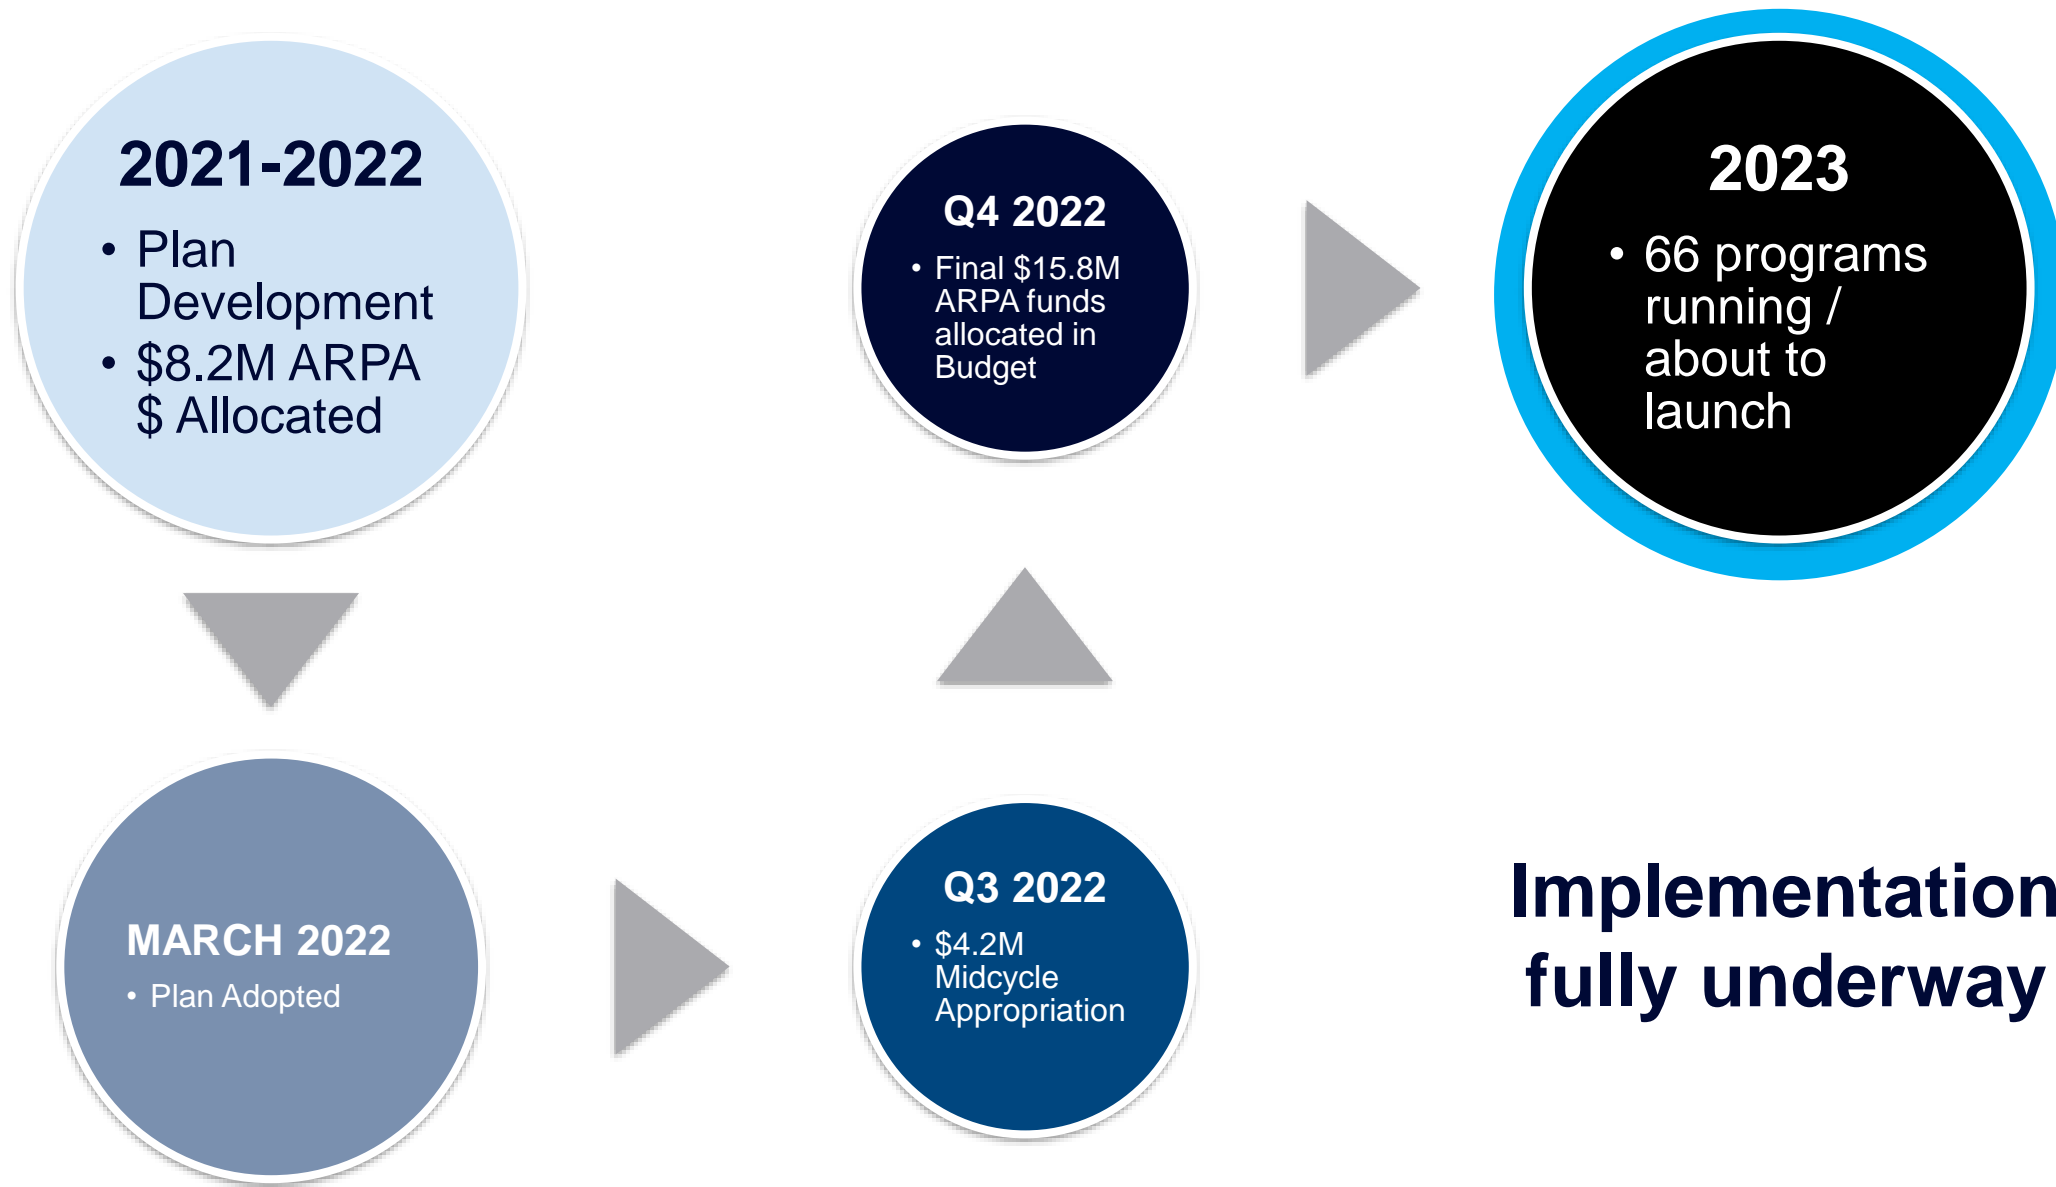 2021-2022
• Plan
Development
• $8.2M ARPA
$ Allocated
MARCH 2022
• Plan Adopted
Q3 2022
• $4.2M
Midcycle
Appropriation
Q4 2022
• Final $15.8M
ARPA funds
allocated in
Budget
2023
• 66 programs
running /
about to
launch
Implementation
fully underway